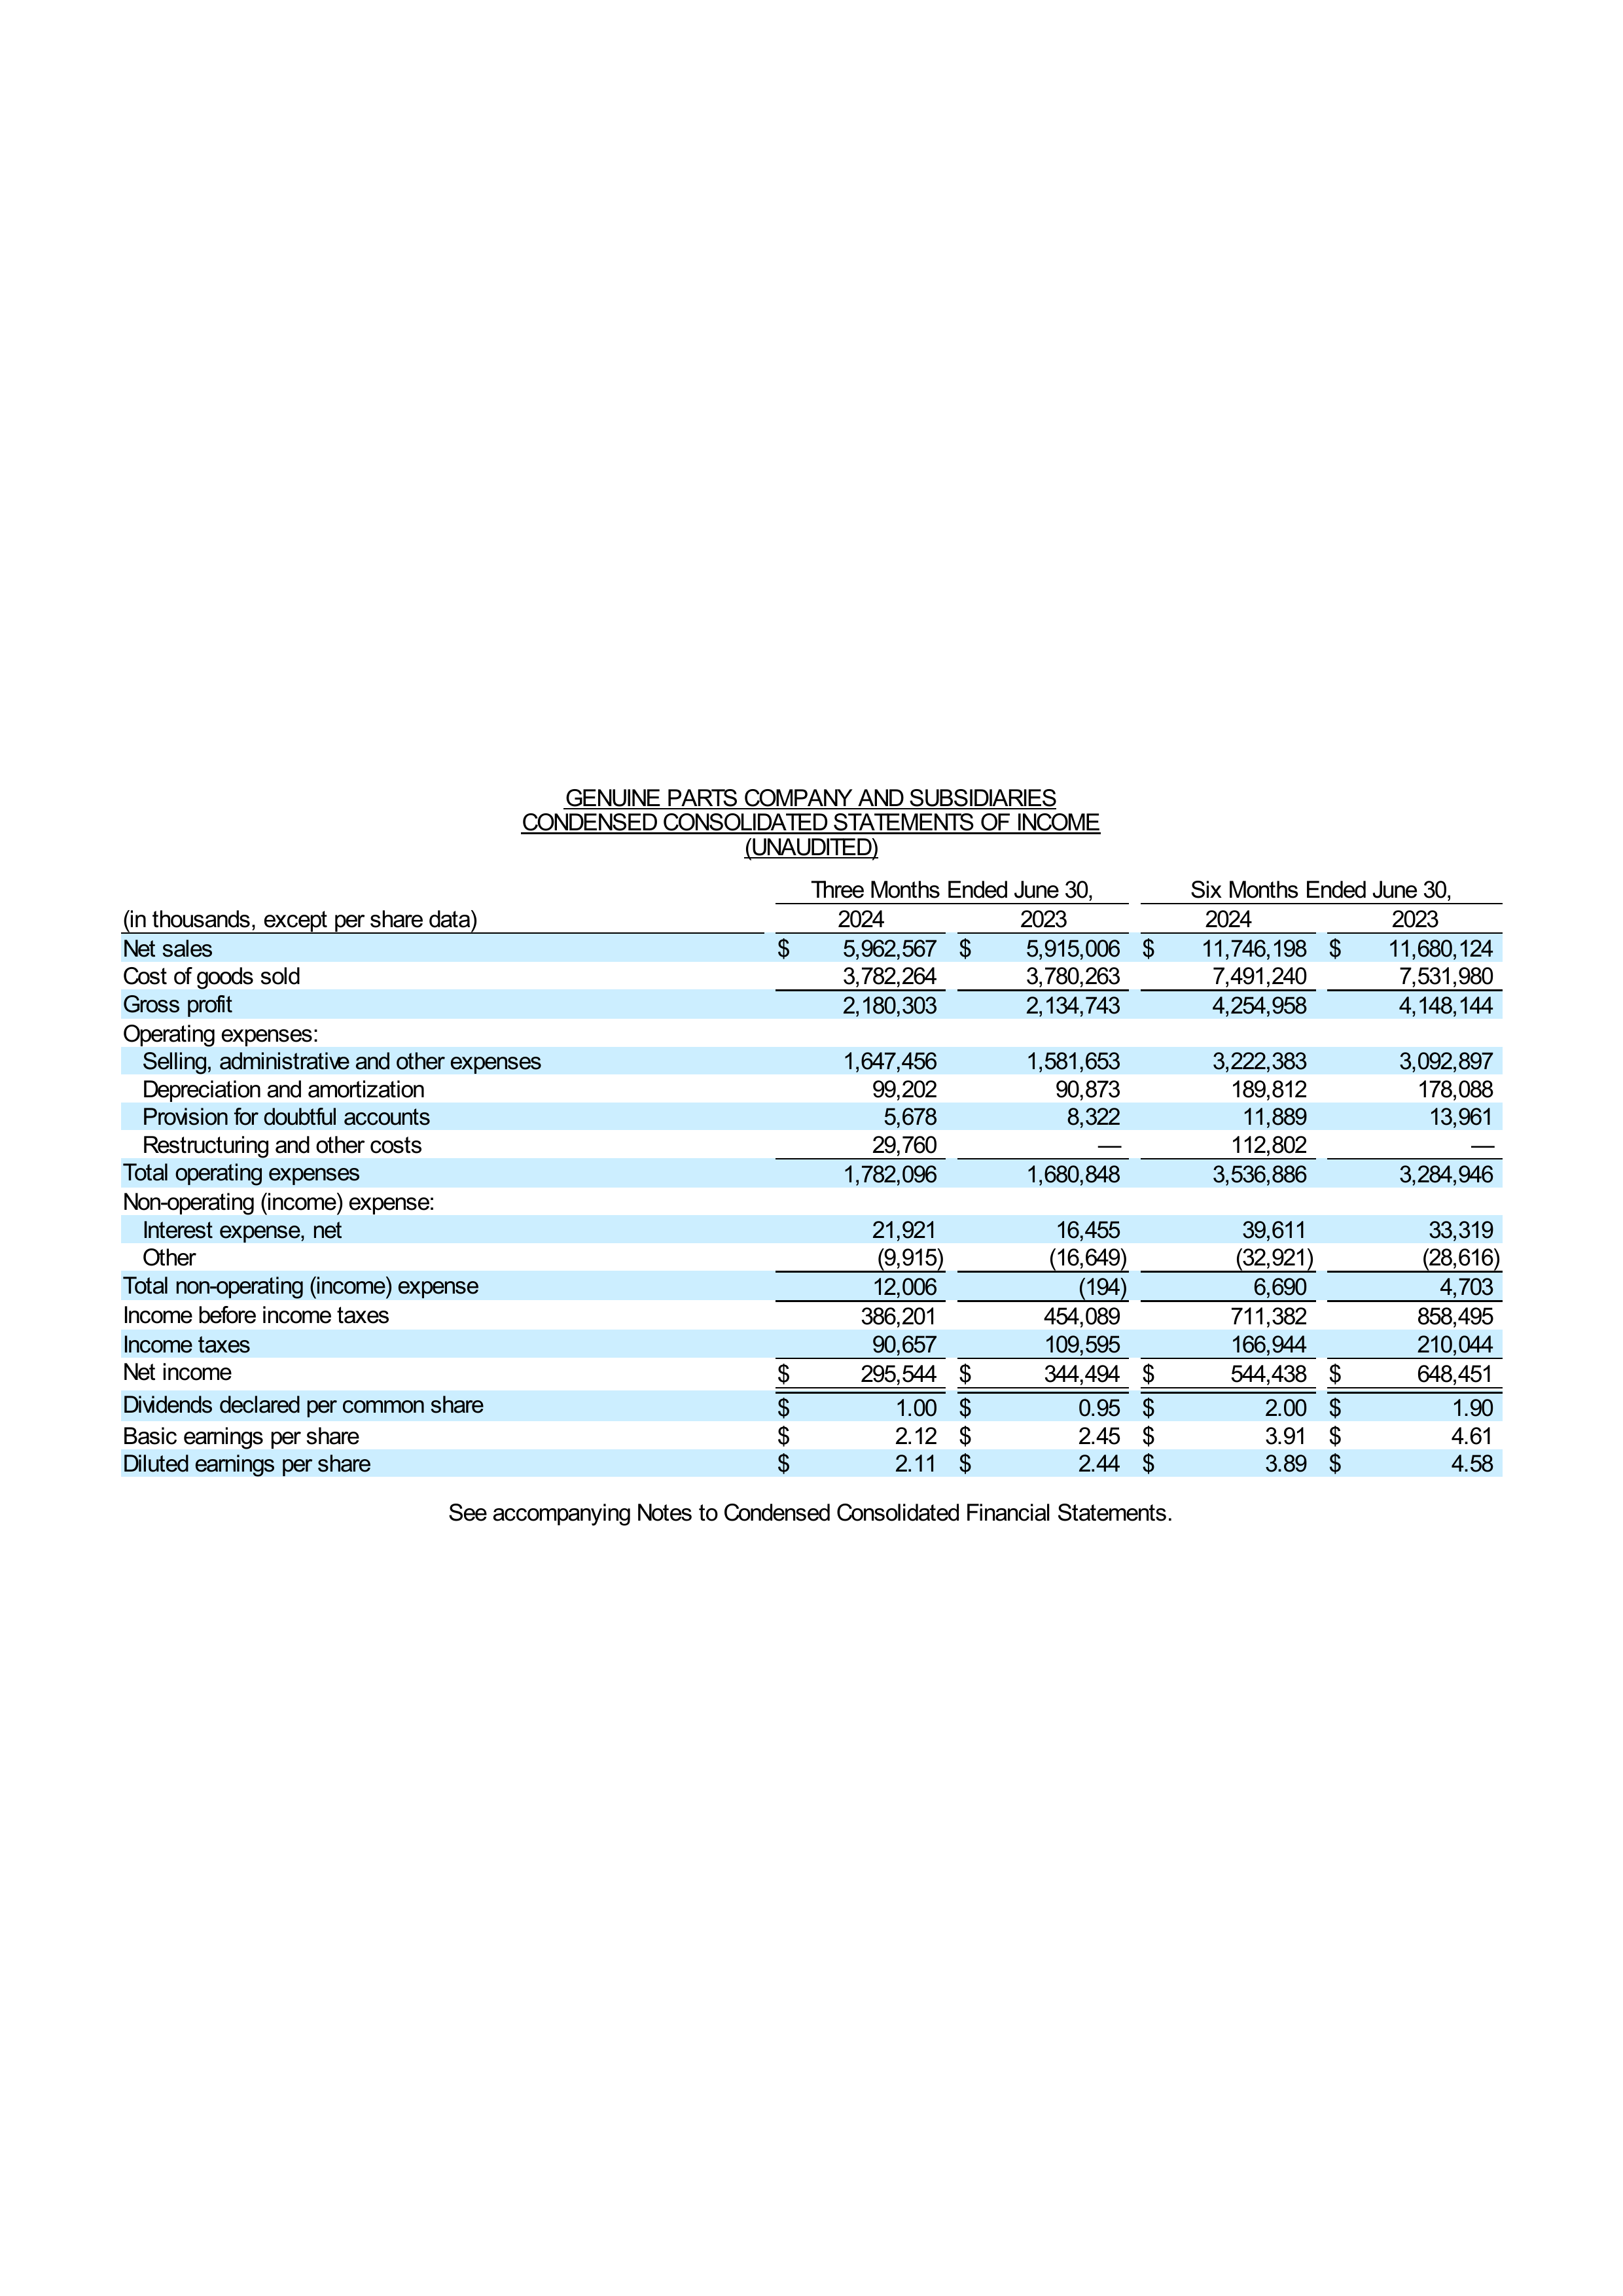 GENUINE PARTS COMPANY AND SUBSIDIARIES
CONDENSED CONSOLIDATED STATEMENTS OF INCOME
(UNAUDITED)
Three Months Ended June 30, Six Months Ended June 30,
(in thousands, except per share data) 2024 2023 2024 2023
Net sales $ 5,962,567 $ 5,915,006 $ 11,746,198 $ 11,680,124
Cost of goods sold 3,782,264 3,780,263 7,491,240 7,531,980
Gross profit 2,180,303 2,134,743 4,254,958 4,148,144
Operating expenses:
Selling, administrative and other expenses 1,647,456 1,581,653 3,222,383 3,092,897
Depreciation and amortization 99,202 90,873 189,812 178,088
Provision for doubtful accounts 5,678 8,322 11,889 13,961
Restructuring and other costs 29,760 — 112,802 —
Total operating expenses 1,782,096 1,680,848 3,536,886 3,284,946
Non-operating (income) expense:
Interest expense, net 21,921 16,455 39,611 33,319
Other (9,915) (16,649) (32,921) (28,616)
Total non-operating (income) expense 12,006 (194) 6,690 4,703
Income before income taxes 386,201 454,089 711,382 858,495
Income taxes 90,657 109,595 166,944 210,044
Net income $ 295,544 $ 344,494 $ 544,438 $ 648,451
Dividends declared per common share $ 1.00 $ 0.95 $ 2.00 $ 1.90
Basic earnings per share $ 2.12 $ 2.45 $ 3.91 $ 4.61
Diluted earnings per share $ 2.11 $ 2.44 $ 3.89 $ 4.58
See accompanying Notes to Condensed Consolidated Financial Statements.